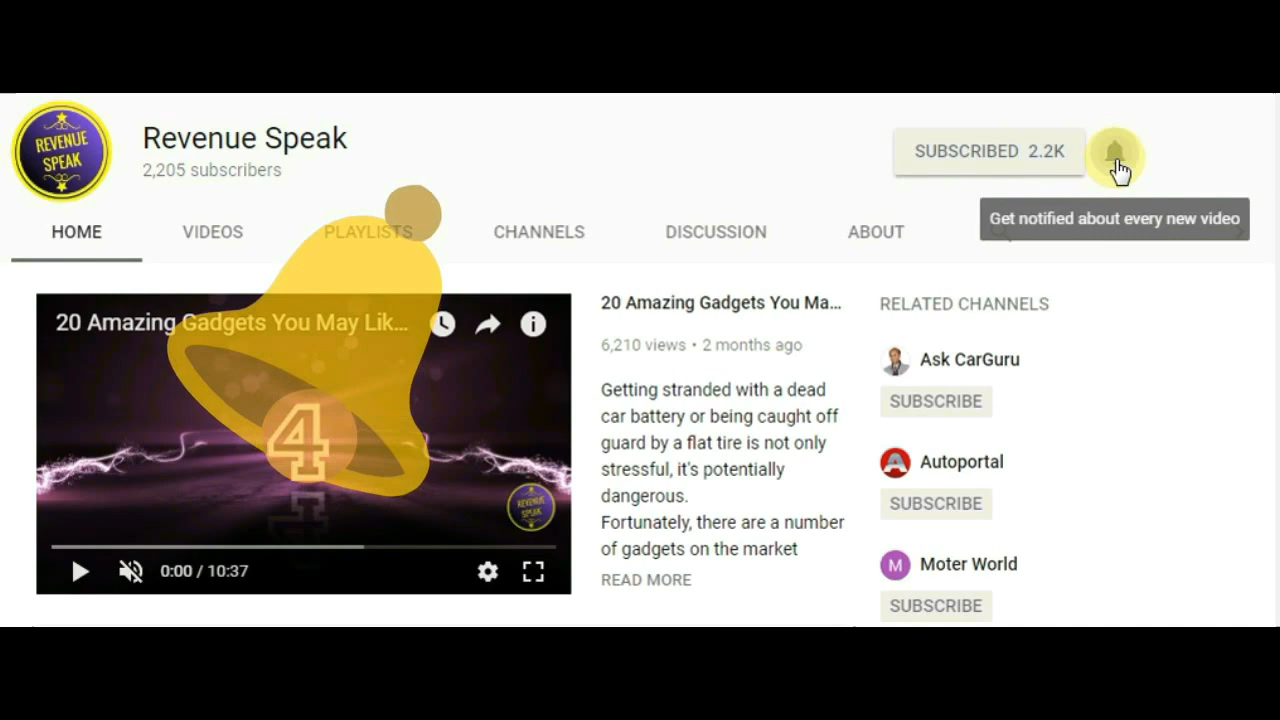 REVENUE
SPEAK
Revenue Speak
2,205 subscribers
SUBSCRIBED 2.2K
Get notified about every new video
HOME
VIDEOS
PLAYLISTS
CHANNELS
DISCUSSION
ABOUT
20 Amazing Gadgets You May Lik...
4
REVENUE
SPEAK
0:00 / 10:37
20 Amazing Gadgets You Ma...
6,210 views • 2 months ago
Getting stranded with a dead
car battery or being caught off
guard by a flat tire is not only
stressful, it's potentially
dangerous.
Fortunately, there are a number
of gadgets on the market
READ MORE
RELATED CHANNELS
Ask CarGuru
SUBSCRIBE
A
Autoportal
SUBSCRIBE
M
Moter World
SUBSCRIBE